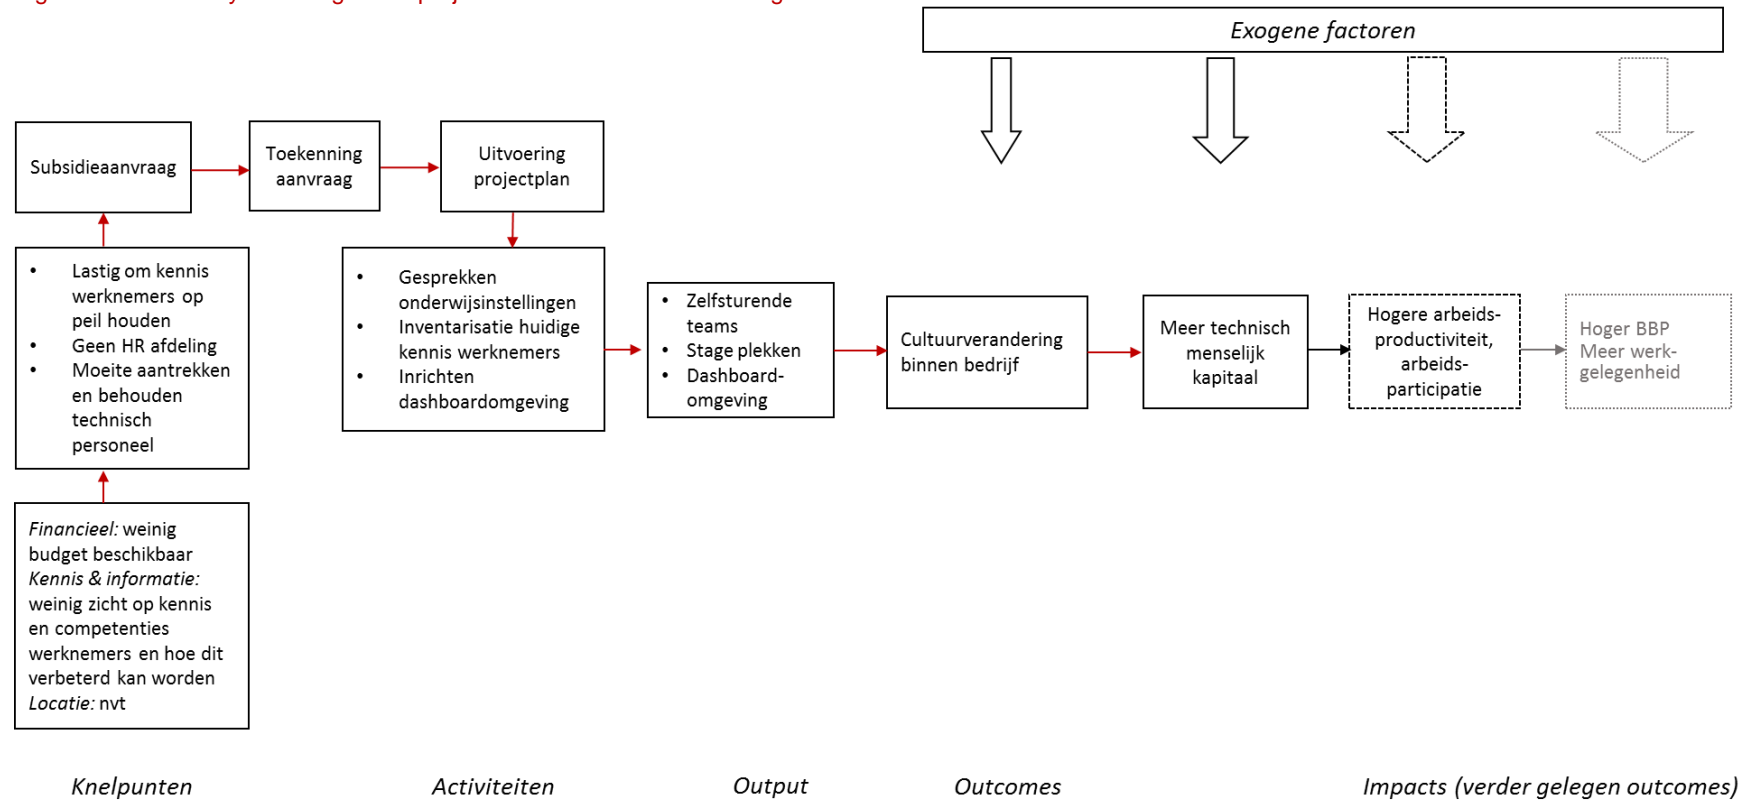 Exogene factoren
Subsidieaanvraag
Toekenning
aanvraag
Uitvoering
projectplan
• Lastig om kennis
werknemers op
peil houden
• Geen HR afdeling
• Moeite aantrekken
en behouden
technisch
personeel
Financieel: weinig
budget beschikbaar
Kennis & informatie:
weinig zicht op kennis
en competenties
werknemers en hoe dit
verbeterd kan worden
Locatie: nvt
• Gesprekken
onderwijsinstellingen
• Inventarisatie huidige
kennis werknemers
• Inrichten
dashboardomgeving
• Zelfsturende
teams
• Stage plekken
• Dashboard-
omgeving
Cultuurverandering
binnen bedrijf
Meer technisch
menselijk
kapitaal
Hogere arbeids-
productiviteit,
arbeids-
participatie
Hoger BBP
Meer werk-
gelegenheid
Knelpunten
Activiteiten
Output
Outcomes
Impacts (verder gelegen outcomes)